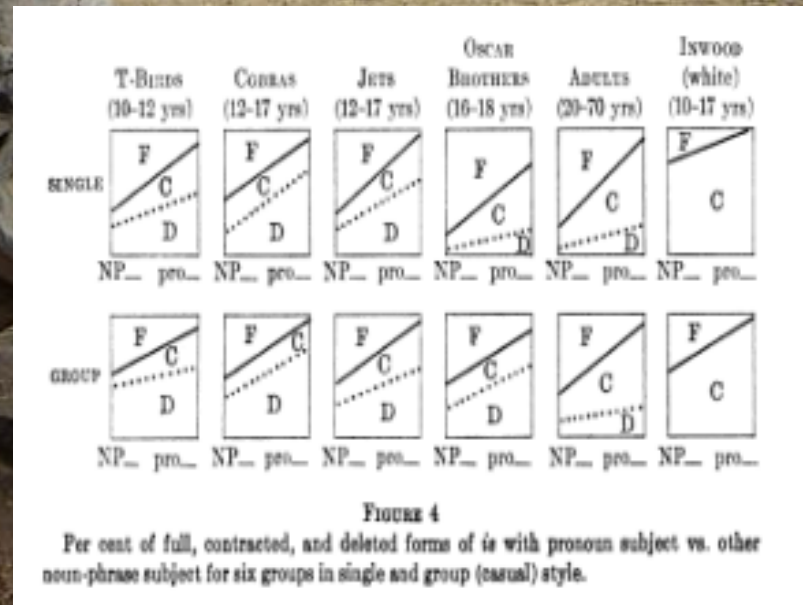 T-BIRDS COBRAS JETS OSCAR BROTHERS ADULTS INWOOD (white)
(10-12 yrs) (12-17 yrs) (12-17 yrs) (16-18 yrs) (20-70 yrs) (10-17 yrs)
SINGLE
F F F F F F
C C C C C C
D D D D D
NP__ pro__ NP__ pro__ NP__ pro__ NP__ pro__ NP__ pro__ NP__ pro__
GROUP
F F F F F F
C C C C C C
D D D D D
NP__ pro__ NP__ pro__ NP__ pro__ NP__ pro__ NP__ pro__ NP__ pro__
FIGURE 4
Per cent of full, contracted, and deleted forms of is with pronoun subject vs. other
noun-phrase subject for six groups in single and group (casual) style.